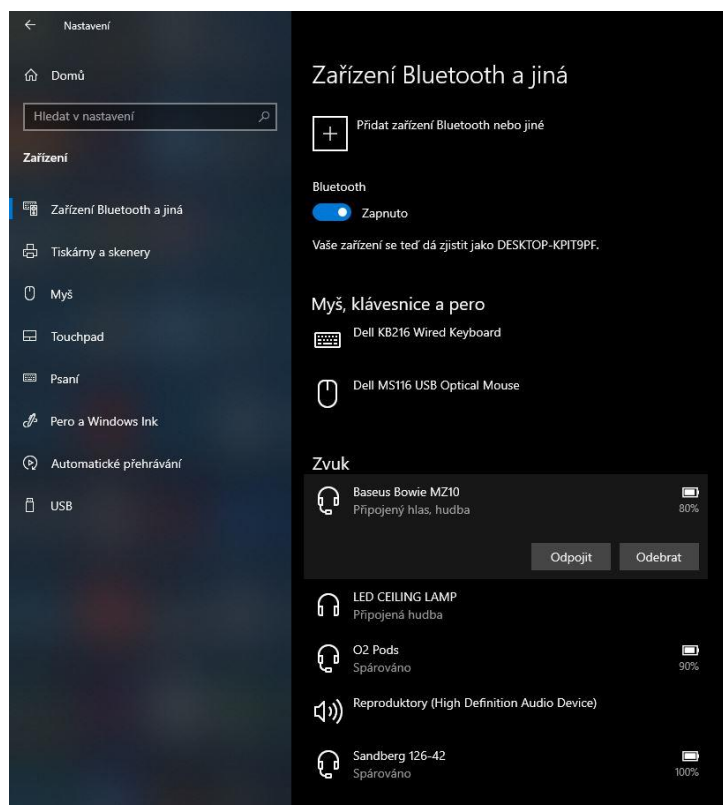 Nastavení
Domů
Hledat v nastavení
Zařízení
Zařízení Bluetooth a jiná
Tiskárny a skenery
Myš
Touchpad
Psaní
Pero a Windows Ink
Automatické přehrávání
USB
Zařízení Bluetooth a jiná
Přidat zařízení Bluetooth nebo jiné
Bluetooth
Zapnuto
Vaše zařízení se teď dá zjistit jako DESKTOP-KPIT9PF.
Myš, klávesnice a pero
Dell KB216 Wired Keyboard
Dell MS116 USB Optical Mouse
Zvuk
Baseus Bowie MZ10
Připojený hlas, hudba
80%
Odpojit
Odebrat
LED CEILING LAMP
Připojená hudba
O2 Pods
Spárováno
90%
Reproduktory (High Definition Audio Device)
Sandberg 126-42
Spárováno
100%